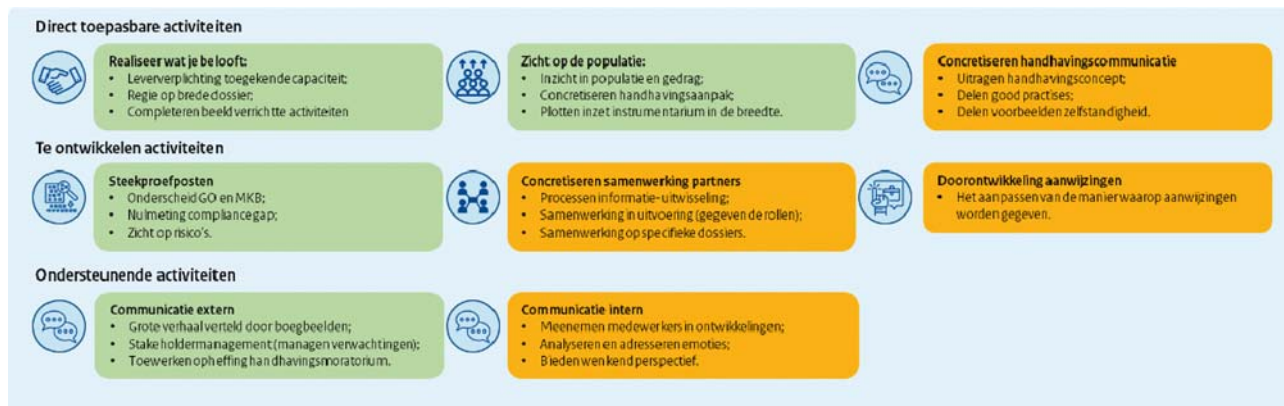 Direct toepasbare activiteiten
Realiseer wat je belooft:
• Leververplichting toegekende capaciteit;
• Regie op brede dossier;
• Completeren beeld verrichtte activiteiten
Zicht op de populatie:
• Inzicht in populatie en gedrag;
• Concretiseren handhavingsaanpak;
• Plotten inzet instrumentarium in de breedte.
Concretiseren handhavingscommunicatie
• Uitragen handhavingsconcept;
• Delen good practises;
• Delen voorbeelden zelfstandigheid.
Te ontwikkelen activiteiten
Steekproefposten
• Onderscheid GO en MKB;
• Nulmeting compliancegap;
• Zicht op risico's.
Concretiseren samenwerking partners
• Processen informatie-uitwisseling;
• Samenwerking in uitvoering (gegeven de rollen);
• Samenwerking op specifieke dossiers.
Doorontwikkeling aanwijzingen
• Het aanpassen van de manier waarop aanwijzingen
worden gegeven.
Ondersteunende activiteiten
Communicatie extern
• Grote verhaal verteld door boegbeelden;
• Stakeholdermanagement (managen verwachtingen);
• Toewerken opheffing handhavingsmoratorium.
Communicatie intern
• Meenemen medewerkers in ontwikkelingen;
• Analyseren en adresseren emoties;
• Bieden wenkend perspectief.